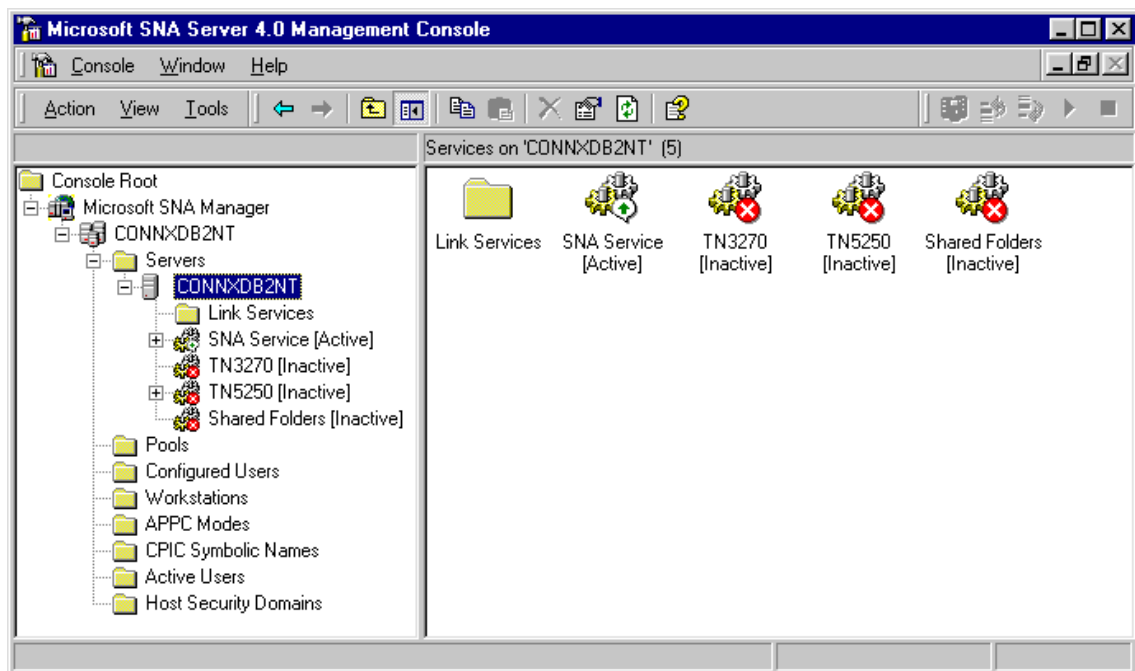 Microsoft SNA Server 4.0 Management Console
Console Window Help
Action View Tools
Services on 'CONNXDB2NT' (5)
Console Root
Microsoft SNA Manager
CONNXDB2NT
Servers
CONNXDB2NT
Link Services
SNA Service [Active]
TN3270 [Inactive]
TN5250 [Inactive]
Shared Folders [Inactive]
Pools
Configured Users
Workstations
APPC Modes
CPIC Symbolic Names
Active Users
Host Security Domains
Link Services SNA Service TN3270 TN5250 Shared Folders
[Active] [Inactive] [Inactive] [Inactive]